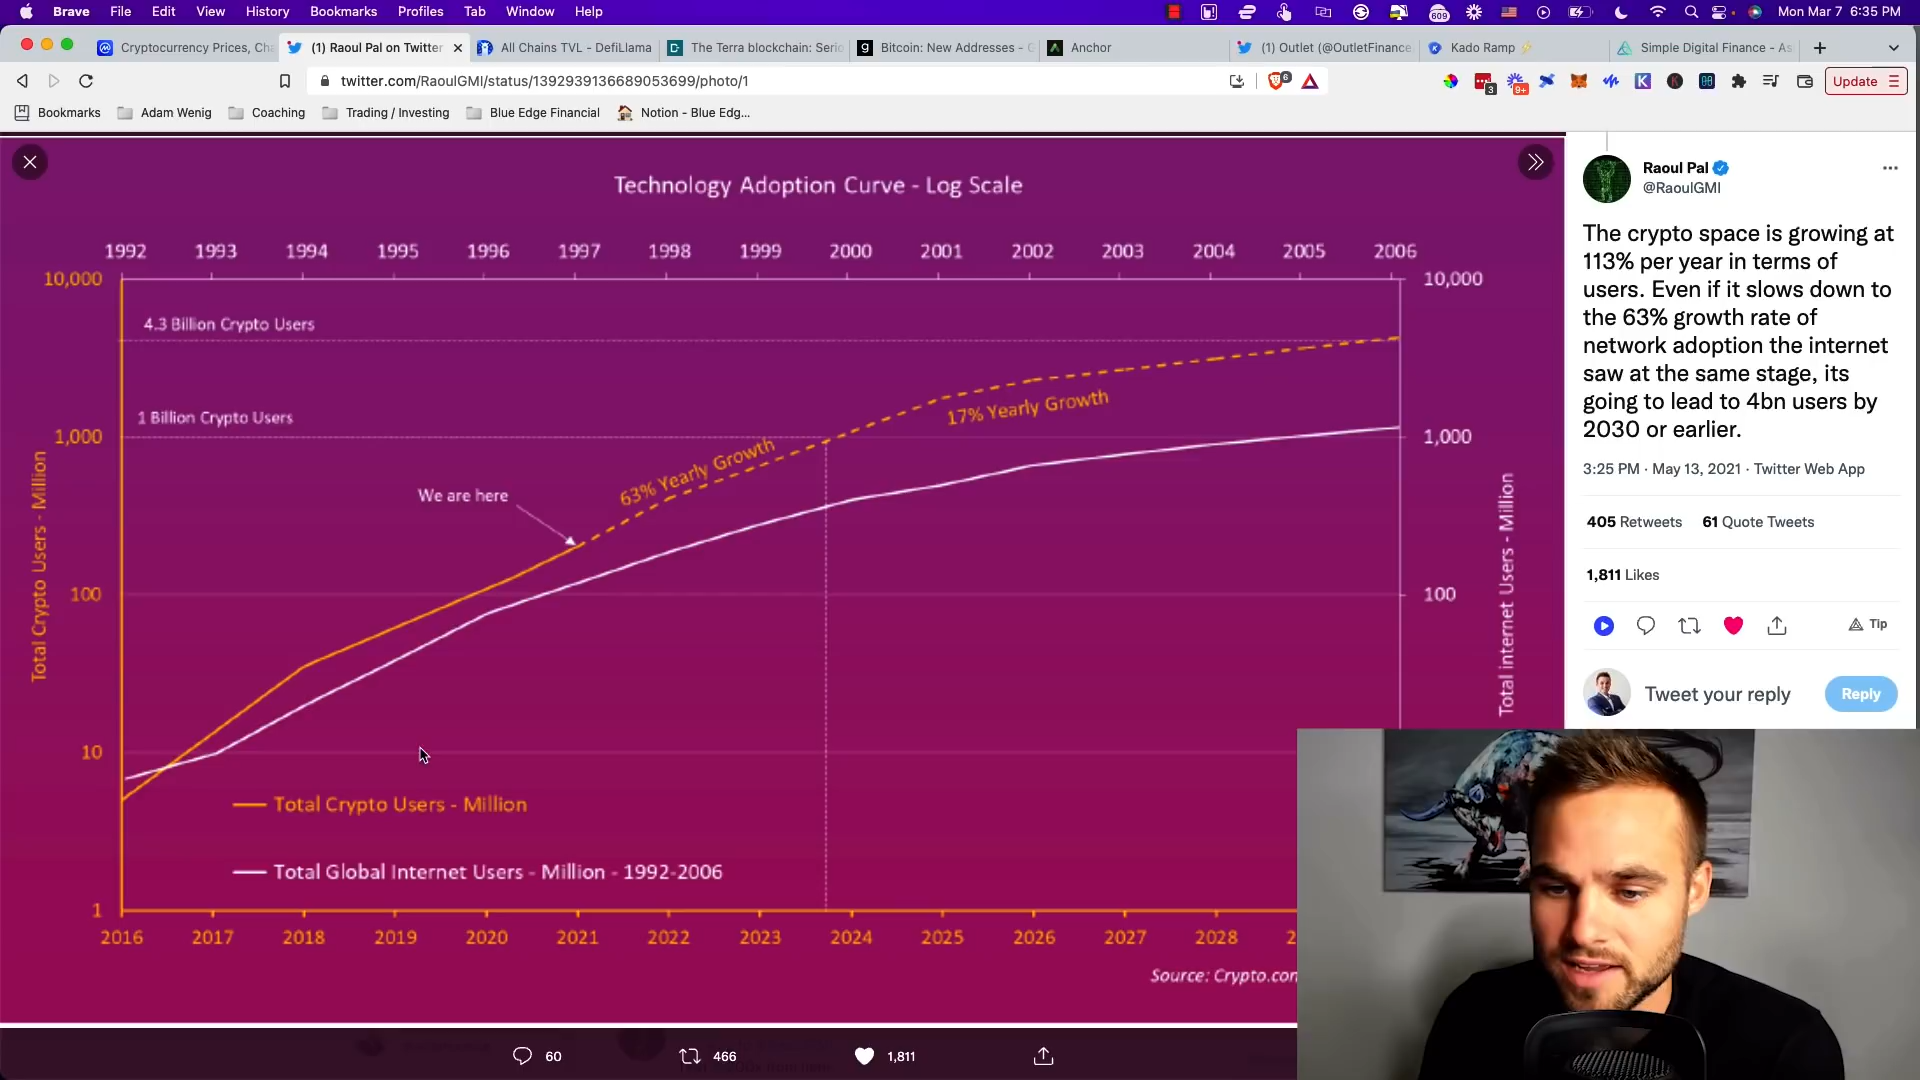 Brave File Edit View History Bookmarks Profiles Tab Window Help
609
Mon Mar 7 6:35 PM
Cryptocurrency Prices, Cha
(1) Raoul Pal on Twitter
All Chains TVL - DefiLlama
The Terra blockchain: Serio
Bitcoin: New Addresses - G
Anchor
(1) Outlet (@OutletFinance
Kado Ramp
Simple Digital Finance - As
twitter.com/RaoulGMI/status/1392939136689053699/photo/1
6
3
9+
Update
Bookmarks
Adam Wenig
Coaching
Trading / Investing
Blue Edge Financial
Notion - Blue Edg...
Technology Adoption Curve - Log Scale
1992 1993 1994 1995 1996 1997 1998 1999 2000 2001 2002 2003 2004 2005 2006
10,000
1,000
100
10
1
Total Crypto Users - Million
4.3 Billion Crypto Users
1 Billion Crypto Users
We are here
63% Yearly Growth
17% Yearly Growth
10,000
1,000
100
Total internet Users - Million
Total Crypto Users - Million
Total Global Internet Users - Million - 1992-2006
2016 2017 2018 2019 2020 2021 2022 2023 2024 2025 2026 2027 2028 2
Source: Crypto.com
60
466
1,811
Raoul Pal
@RaoulGMI
The crypto space is growing at
113% per year in terms of
users. Even if it slows down to
the 63% growth rate of
network adoption the internet
saw at the same stage, its
going to lead to 4bn users by
2030 or earlier.
3:25 PM · May 13, 2021 · Twitter Web App
405 Retweets 61 Quote Tweets
1,811 Likes
Tip
Tweet your reply
Reply